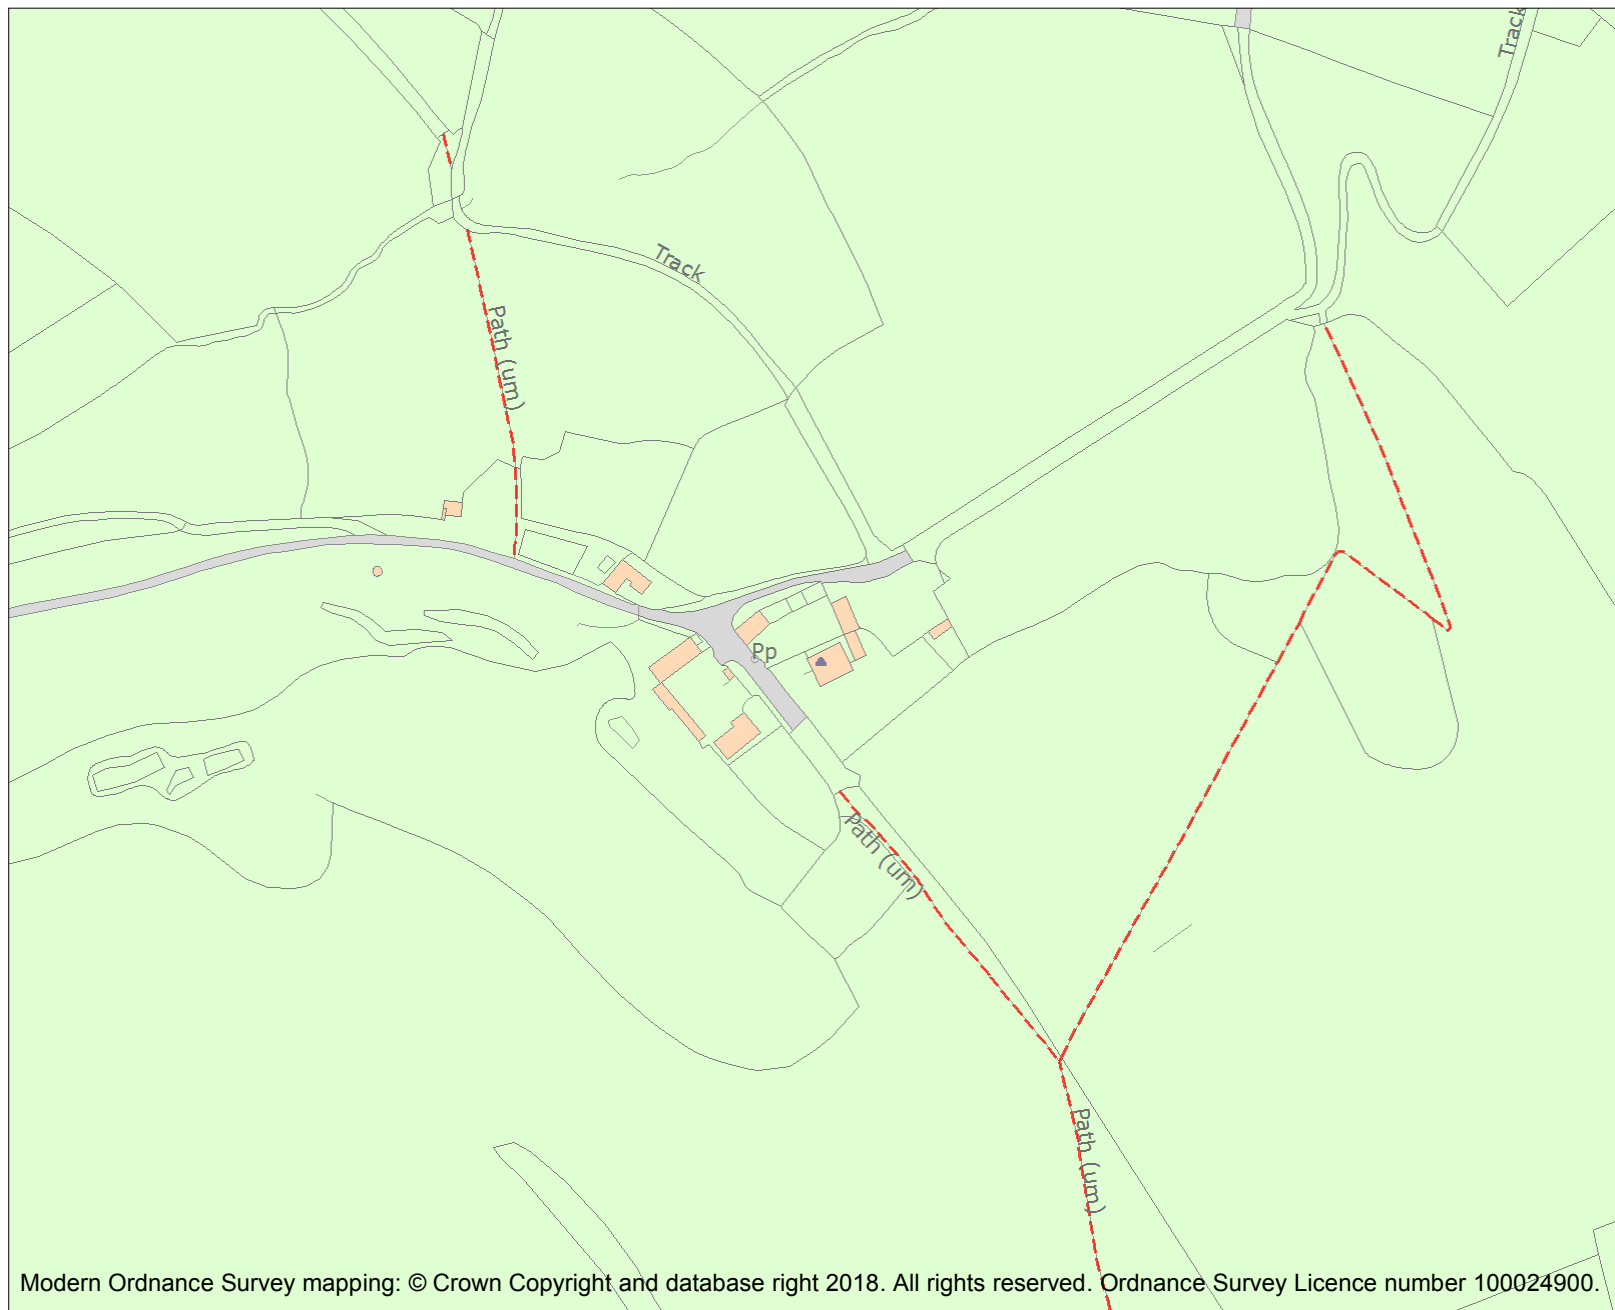 Track
Track
Path (um)
Pp
Path (um)
Path (um)
Modern Ordnance Survey mapping: © Crown Copyright and database right 2018. All rights reserved. Ordnance Survey Licence number 100024900.